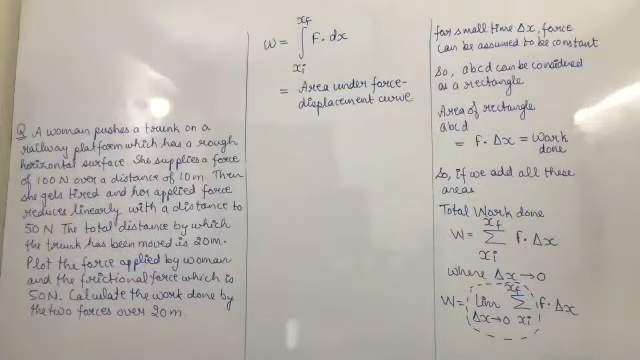 W = ∫ F. dx
xf
xi
= Area under force-
displacement curve
Q A woman pushes a trunk on a
railway platform which has a rough
horizontal surface. She supplies a force
of 100N over a distance of 10m. Then
she gets tired and her applied force
reduces linearly with a distance to
50N The total distance by which
the trunk has been moved is 20m.
Plot the force applied by woman
and the frictional force which is
50N. Calculate the work done by
the two forces over 20m.
for small time Δx, force
can be assumed to be constant
So, abcd can be considered
as a rectangle
Area of rectangle
abcd
= F. Δx = Work
done
So, if we add all these
areas
Total Work done
xf
W = Σ F. Δx
xi
where Δx→0
xf
W = Lim Σ F. Δx
Δx→0 xi